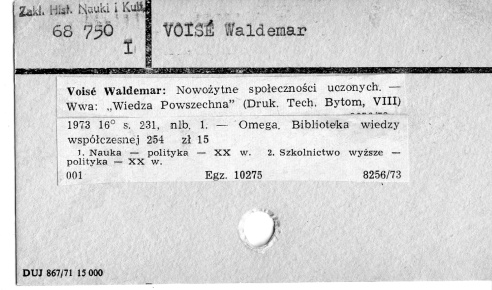 Zakł. Hist. Nauki i Kult.
68 750
I
VOISÉ Waldemar
Voisé Waldemar: Nowożytne społeczności uczonych. —
Wwa: „Wiedza Powszechna” (Druk. Tech. Bytom, VIII)
1973 16° s. 231, nlb. 1. — Omega. Biblioteka wiedzy
współczesnej 254 zł 15
1. Nauka — polityka — XX w. 2. Szkolnictwo wyższe —
polityka — XX w.
001 Egz. 10275 8256/73
DUJ 867/71 15 000